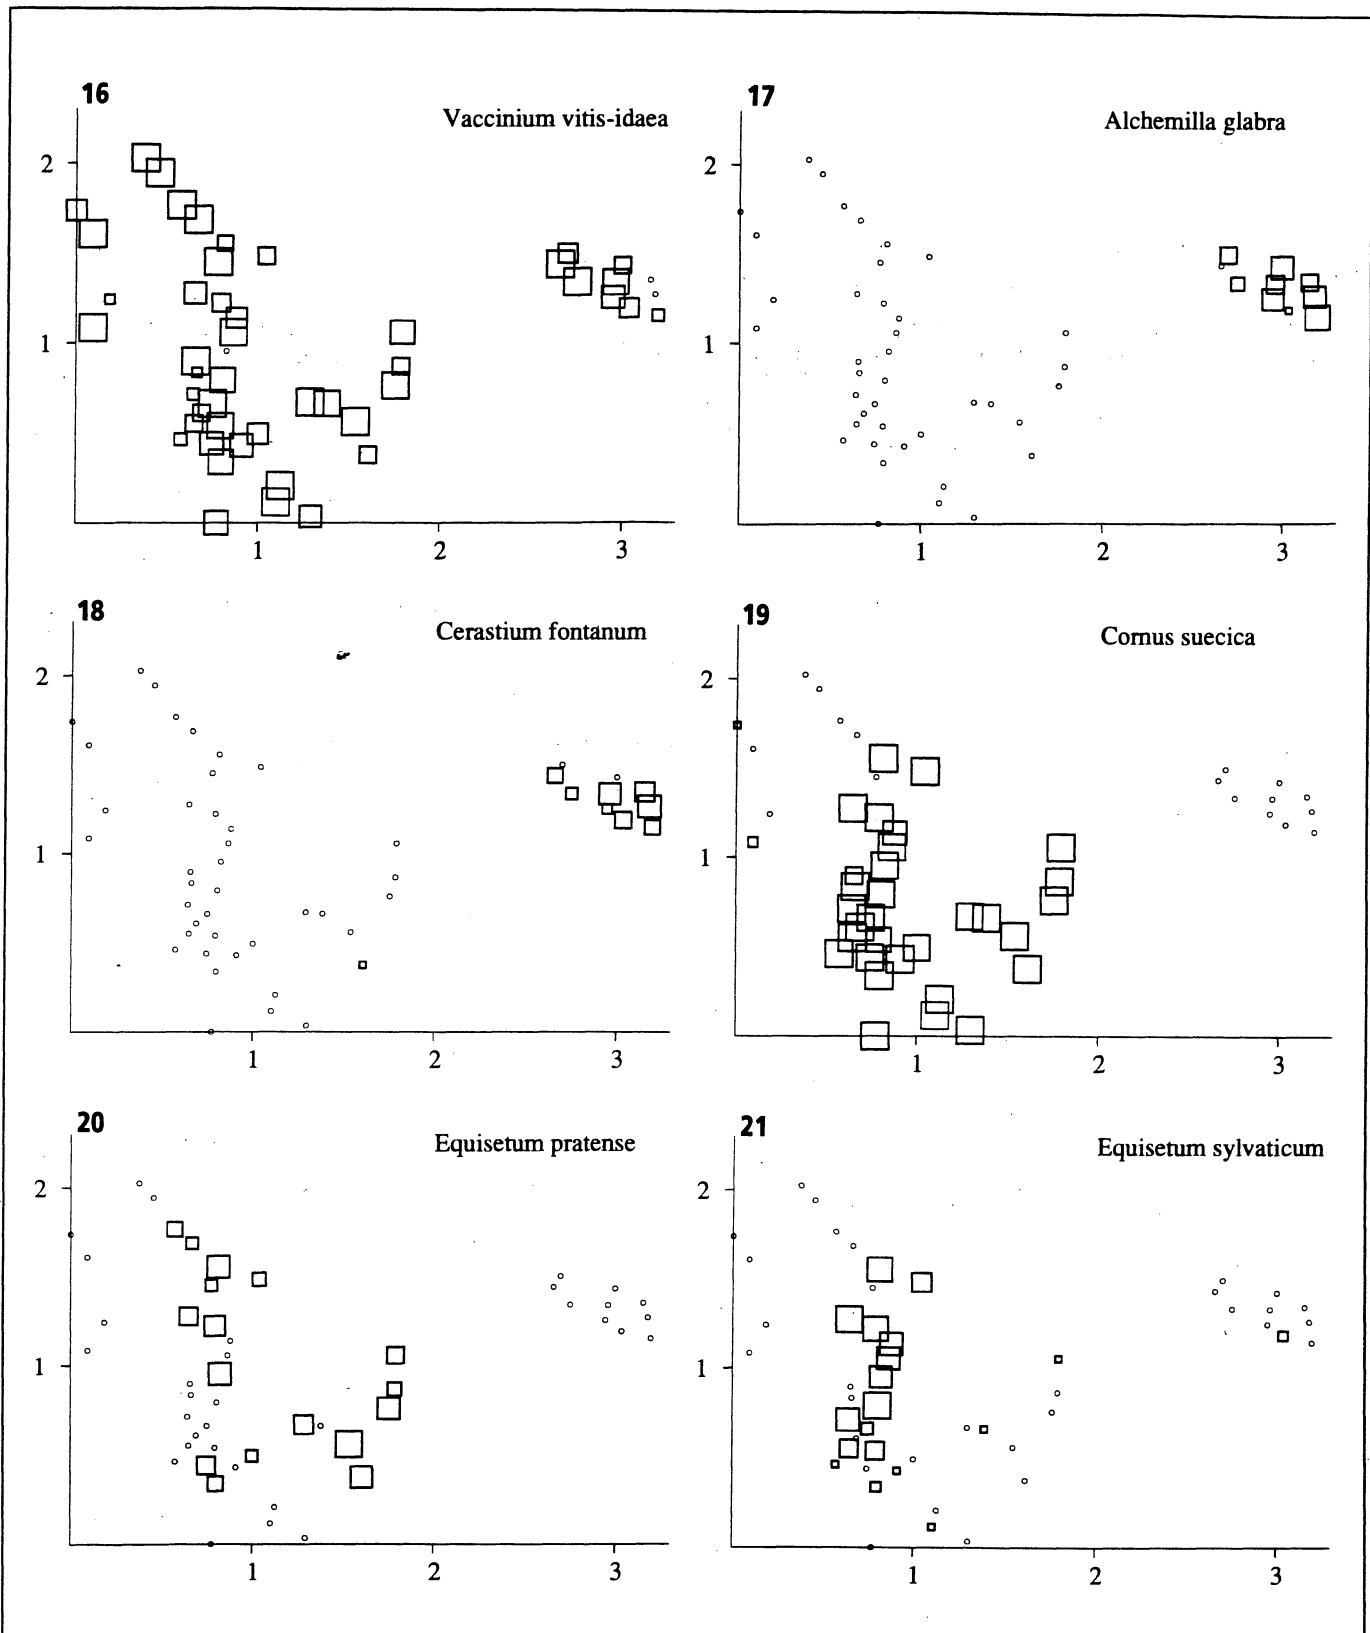 16
Vaccinium vitis-idaea
2
1
1 2 3
17
Alchemilla glabra
2
1
1 2 3
18
Cerastium fontanum
2
1
1 2 3
19
Cornus suecica
2
1
1 2 3
20
Equisetum pratense
2
1
1 2 3
21
Equisetum sylvaticum
2
1
1 2 3